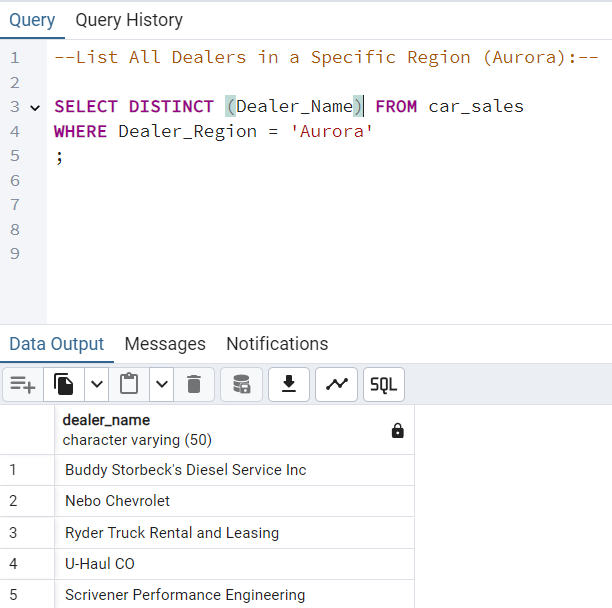 Query Query History
1 --List All Dealers in a Specific Region (Aurora):--
2
3 SELECT DISTINCT (Dealer_Name) FROM car_sales
4 WHERE Dealer_Region = 'Aurora'
5 ;
6
7
8
9
Data Output Messages Notifications
SQL
dealer_name
character varying (50)
1 Buddy Storbeck's Diesel Service Inc
2 Nebo Chevrolet
3 Ryder Truck Rental and Leasing
4 U-Haul CO
5 Scrivener Performance Engineering